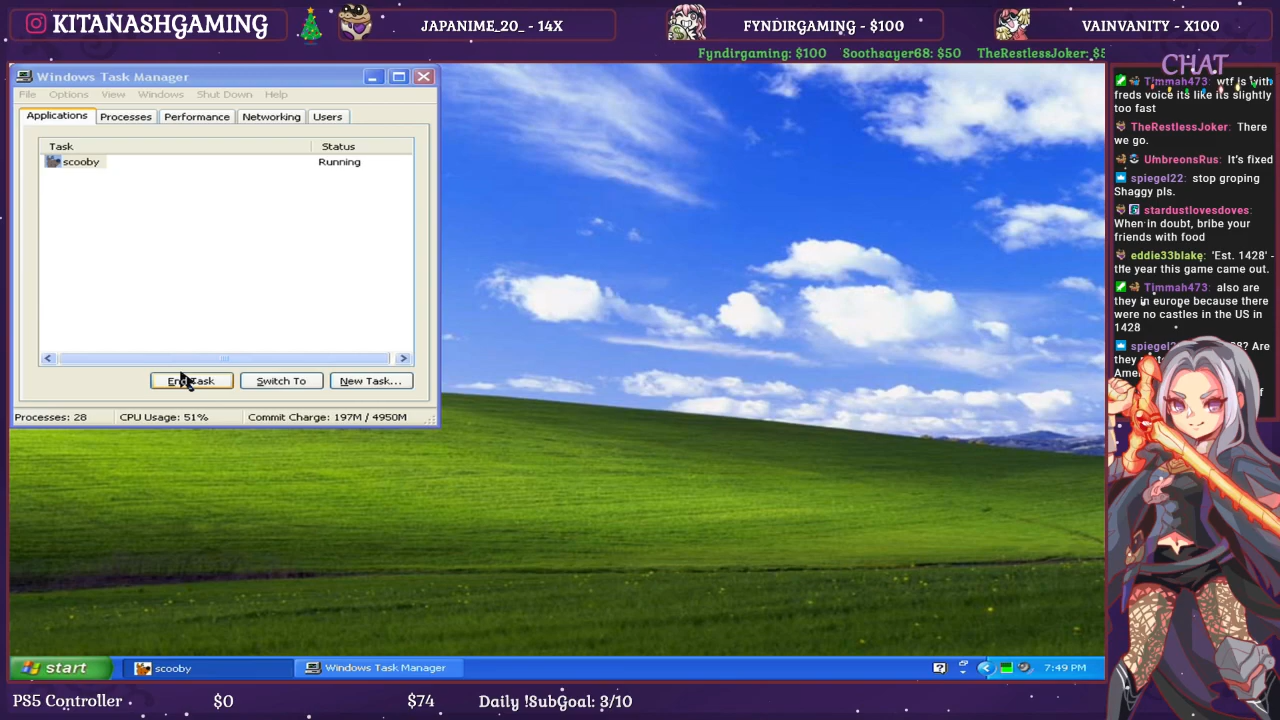 KITANASHGAMING
JAPANIME_20_ - 14X
FYNDIRGAMING - $100
VAINVANITY - X100
Fyndirgaming: $100 Soothsayer68: $50 TheRestlessJoker: $5
Windows Task Manager
File Options View Windows Shut Down Help
Applications Processes Performance Networking Users
Task Status
scooby Running
End Task Switch To New Task...
Processes: 28 CPU Usage: 51% Commit Charge: 197M / 4950M
start scooby Windows Task Manager 7:49 PM
CHAT
Timmah473: wtf is with
freds voice its like its slightly
too fast
TheRestlessJoker: There
we go.
UmbreonsRus: It's fixed
spiegel22: stop groping
Shaggy pls.
stardustlovesdoves:
When in doubt, bribe your
friends with food
eddie33blake: 'Est. 1428' -
the year this game came out.
Timmah473: also are
they in europe because there
were no castles in the US in
1428
Are
they
PS5 Controller $0 $74 Daily !SubGoal: 3/10